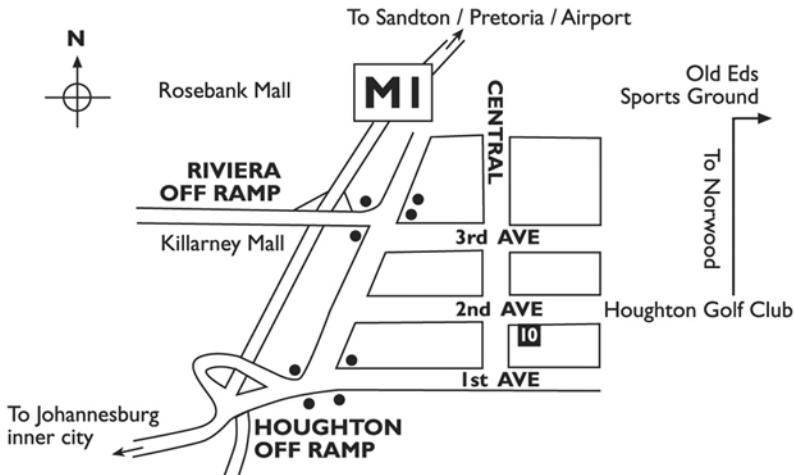 To Sandton / Pretoria / Airport
N
Rosebank Mall
M1
CENTRAL
Old Eds
Sports Ground
To Norwood
RIVIERA
OFF RAMP
Killarney Mall
3rd AVE
2nd AVE
Houghton Golf Club
10
1st AVE
To Johannesburg
inner city
HOUGHTON
OFF RAMP